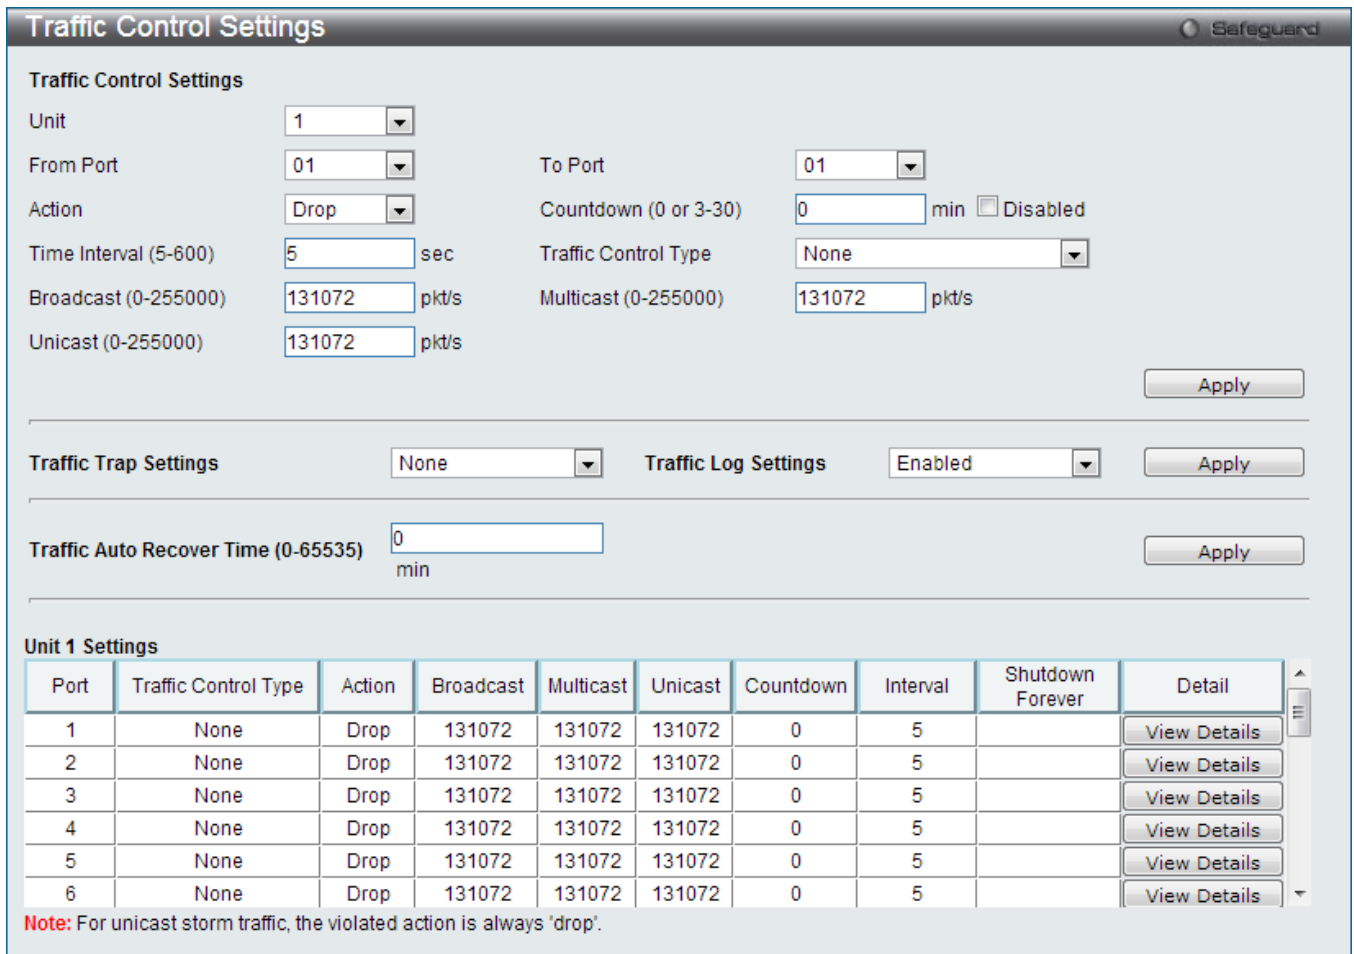 Traffic Control Settings
Safeguard
Traffic Control Settings
Unit 1
From Port 01 To Port 01
Action Drop Countdown (0 or 3-30) 0 min Disabled
Time Interval (5-600) 5 sec Traffic Control Type None
Broadcast (0-255000) 131072 pkt/s Multicast (0-255000) 131072 pkt/s
Unicast (0-255000) 131072 pkt/s
Apply
Traffic Trap Settings None Traffic Log Settings Enabled Apply
Traffic Auto Recover Time (0-65535) 0 min Apply
Unit 1 Settings
Port Traffic Control Type Action Broadcast Multicast Unicast Countdown Interval Shutdown Forever Detail
1 None Drop 131072 131072 131072 0 5 View Details
2 None Drop 131072 131072 131072 0 5 View Details
3 None Drop 131072 131072 131072 0 5 View Details
4 None Drop 131072 131072 131072 0 5 View Details
5 None Drop 131072 131072 131072 0 5 View Details
6 None Drop 131072 131072 131072 0 5 View Details
Note: For unicast storm traffic, the violated action is always 'drop'.